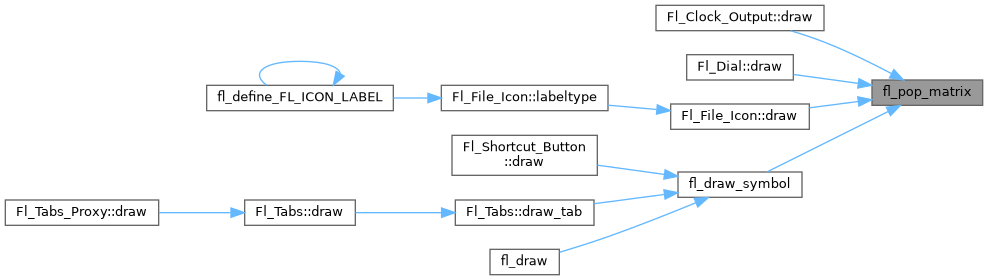 Fl_Clock_Output::draw
Fl_Dial::draw
fl_pop_matrix
fl_define_FL_ICON_LABEL
Fl_File_Icon::labeltype
Fl_File_Icon::draw
Fl_Shortcut_Button
::draw
fl_draw_symbol
Fl_Tabs_Proxy::draw
Fl_Tabs::draw
Fl_Tabs::draw_tab
fl_draw